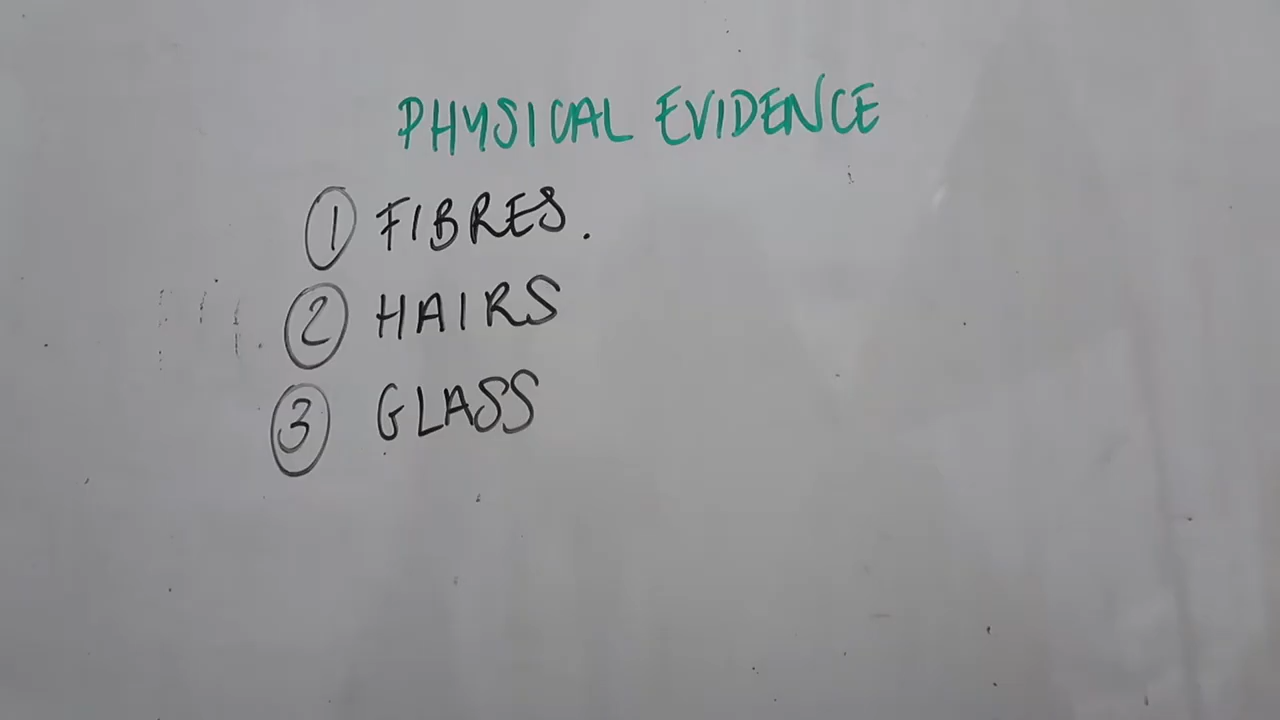 PHYSICAL EVIDENCE
① FIBRES.
② HAIRS
③ GLASS